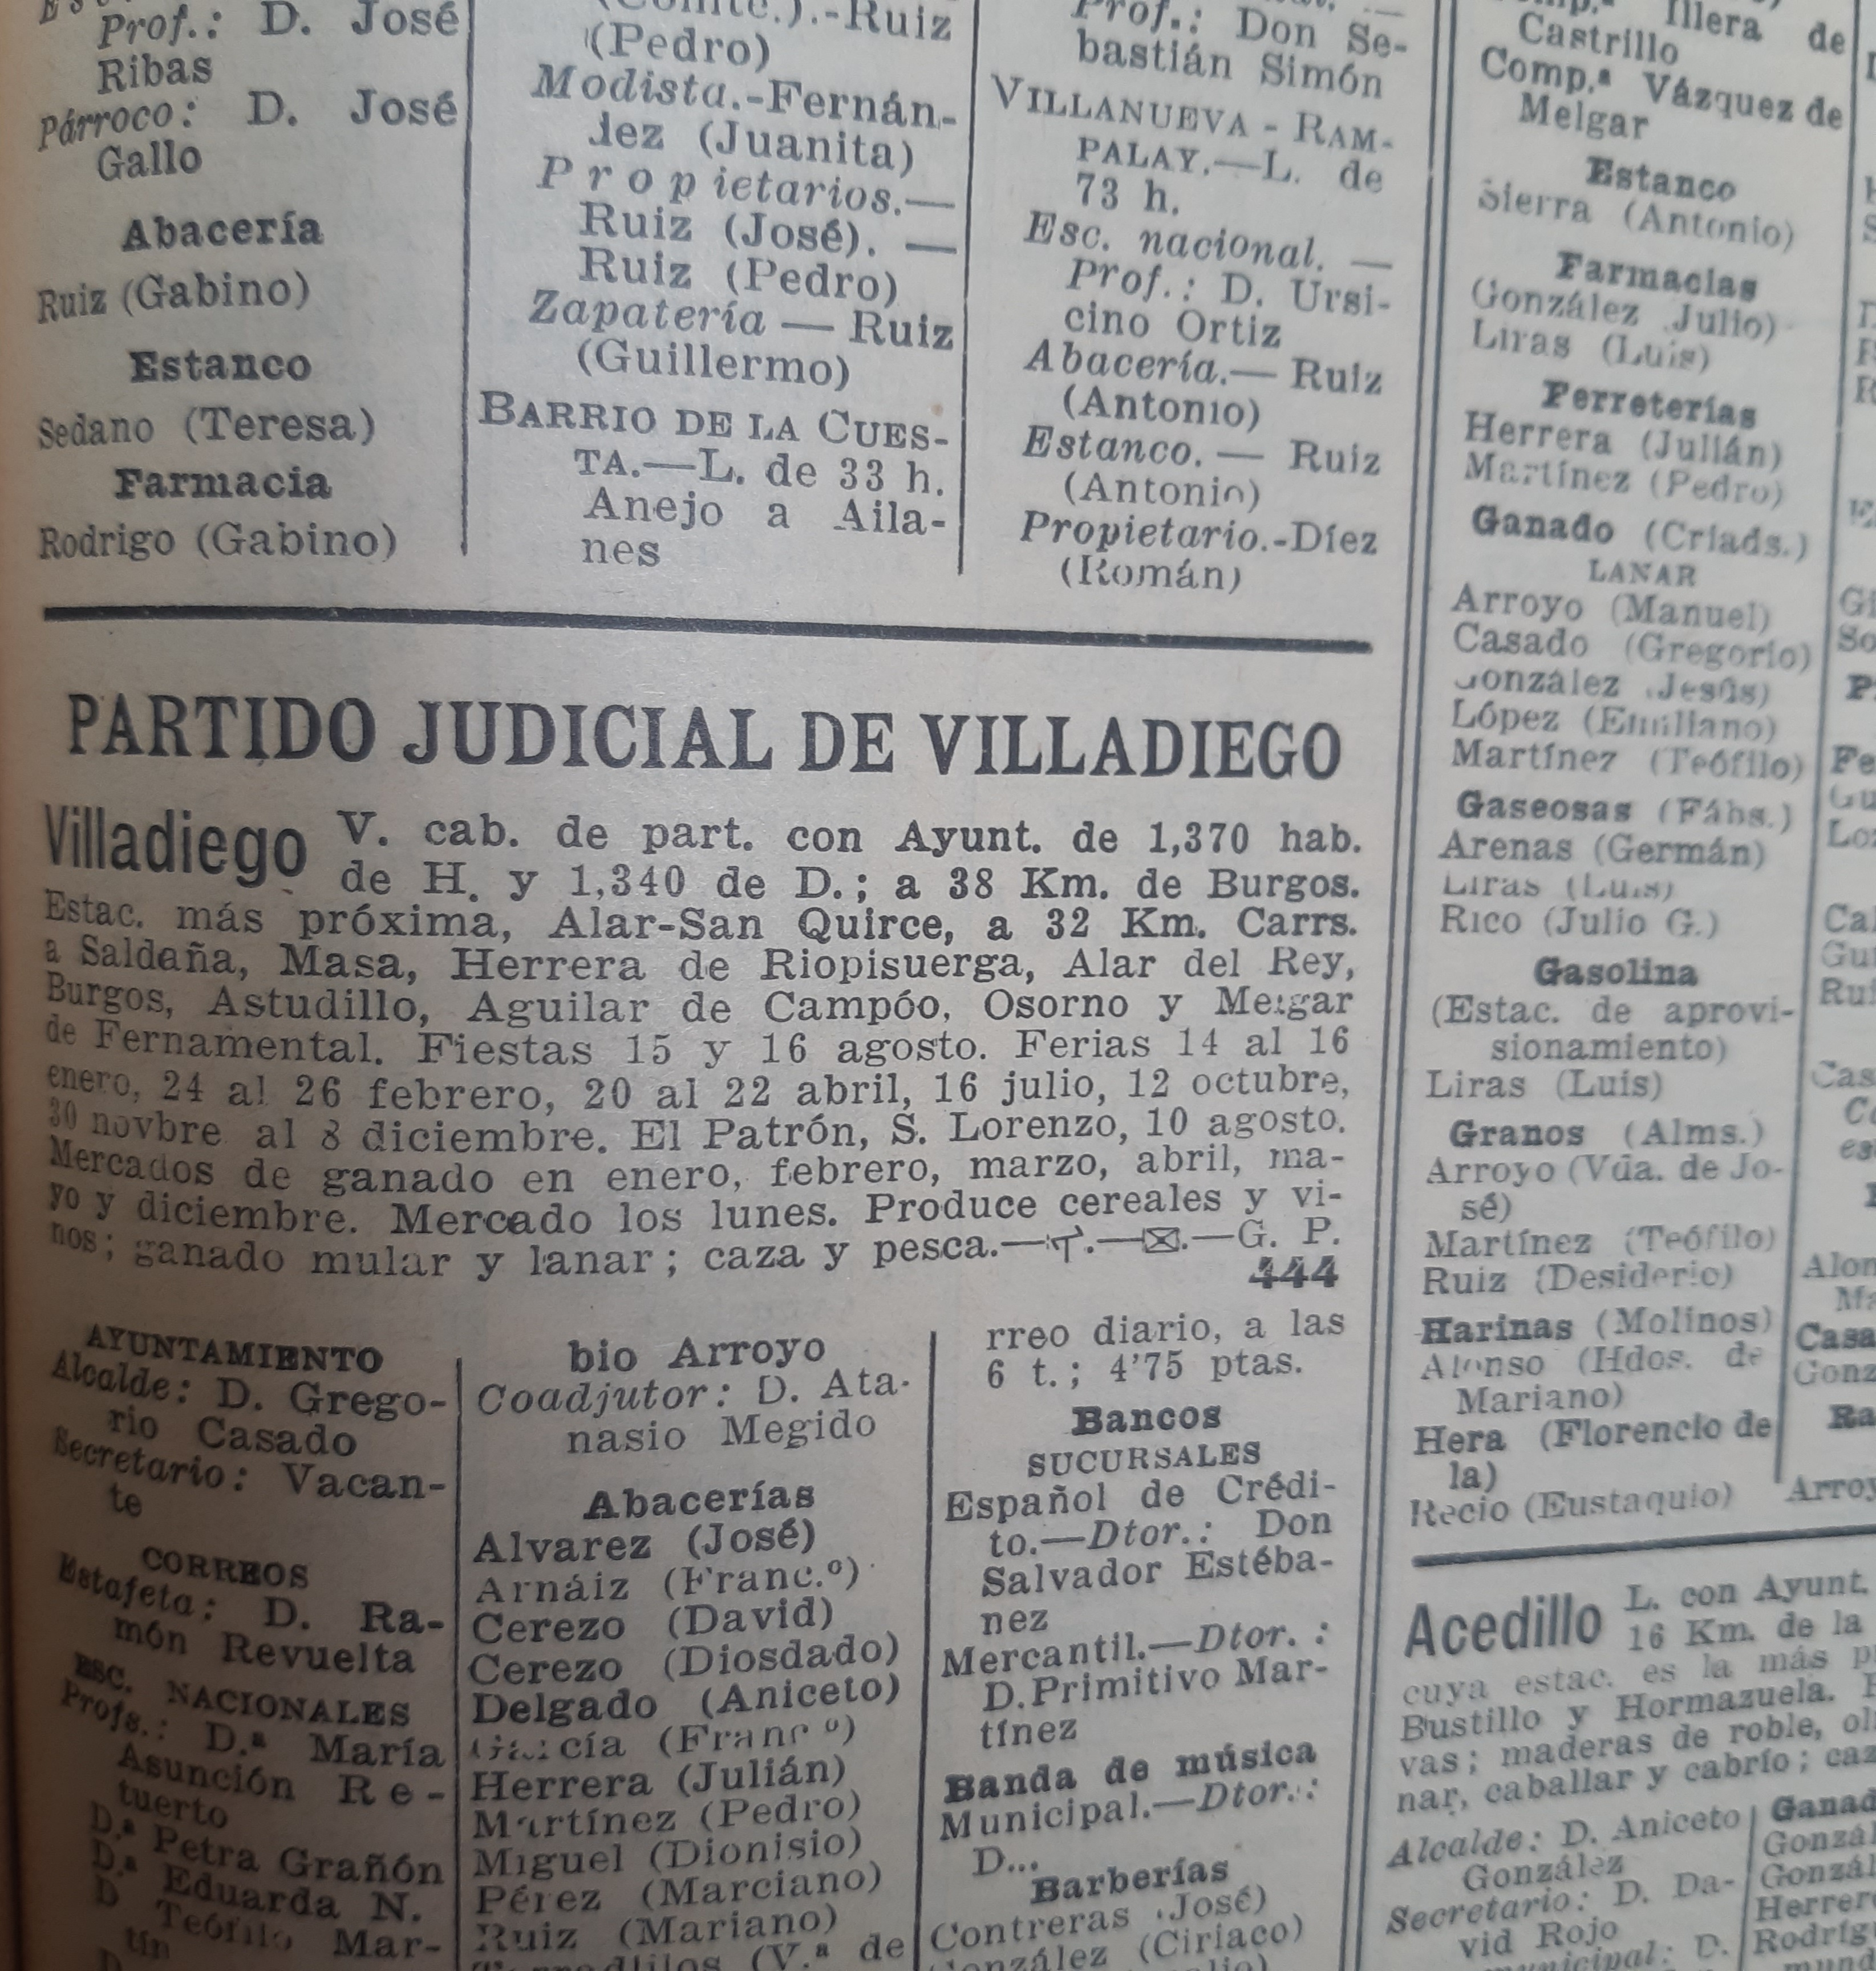 Prof.: D. José
Ribas
Párroco: D. José
Gallo
Abacería
Ruiz (Gabino)
Estanco
Sedano (Teresa)
Farmacia
Rodrigo (Gabino)
(Comite.).-Ruiz
(Pedro)
Modista.-Fernán-
dez (Juanita)
Propietarios.—
Ruiz (José). —
Ruiz (Pedro)
Zapatería — Ruiz
(Guillermo)
BARRIO DE LA CUES-
TA.—L. de 33 h.
Anejo a Aila-
nes
Prof.: Don Se-
bastián Simón
VILLANUEVA - RAM-
PALAY.—L. de
73 h.
Esc. nacional. —
Prof.: D. Ursi-
cino Ortiz
Abacería.— Ruiz
(Antonio)
Estanco. — Ruiz
(Antonio)
Propietario.-Díez
(Román)
PARTIDO JUDICIAL DE VILLADIEGO
Villadiego V. cab. de part. con Ayunt. de 1,370 hab.
de H. y 1,340 de D.; a 38 Km. de Burgos.
Estac. más próxima, Alar-San Quirce, a 32 Km. Carrs.
a Saldaña, Masa, Herrera de Riopisuerga, Alar del Rey,
Burgos, Astudillo, Aguilar de Campóo, Osorno y Melgar
de Fernamental. Fiestas 15 y 16 agosto. Ferias 14 al 16
enero, 24 al 26 febrero, 20 al 22 abril, 16 julio, 12 octubre,
30 novbre al 8 diciembre. El Patrón, S. Lorenzo, 10 agosto.
Mercados de ganado en enero, febrero, marzo, abril, ma-
yo y diciembre. Mercado los lunes. Produce cereales y vi-
nos; ganado mular y lanar; caza y pesca.—.—.—G. P.
444
AYUNTAMIENTO
Alcalde: D. Grego-
rio Casado
Secretario: Vacan-
te
CORREOS
Estafeta: D. Ra-
món Revuelta
ESC. NACIONALES
Profs.: D.ª María
Asunción Re-
tuerto
D.ª Petra Grañón
D.ª Eduarda N.
D Teófilo Mar-
tín
bio Arroyo
Coadjutor: D. Ata-
nasio Megido
Abacerías
Alvarez (José)
Arnáiz (Franc.º)
Cerezo (David)
Cerezo (Diosdado)
Delgado (Aniceto)
García (Franc.º)
Herrera (Julián)
Martínez (Pedro)
Miguel (Dionisio)
Pérez (Marciano)
Ruiz (Mariano)
(V.ª de
rreo diario, a las
6 t.; 4'75 ptas.
Bancos
SUCURSALES
Español de Crédi-
to.—Dtor.: Don
Salvador Estéba-
nez
Mercantil.—Dtor.:
D. Primitivo Mar-
tínez
Banda de música
Municipal.—Dtor.:
D...
Barberías
Contreras (José)
González (Ciriaco)
Illera de
Castrillo
Comp.ª Vázquez de
Melgar
Estanco
Sierra (Antonio)
Farmacias
González Julio)
Liras (Luis)
Ferreterías
Herrera (Julián)
Martínez (Pedro)
Ganado (Criads.)
LANAR
Arroyo (Manuel)
Casado (Gregorio)
González Jesús)
López (Emiliano)
Martínez (Teófilo)
Gaseosas (Fábs.)
Arenas (Germán)
Liras (Luis)
Rico (Julio G.)
Gasolina
(Estac. de aprovi-
sionamiento)
Liras (Luis)
Granos (Alms.)
Arroyo (Vda. de Jo-
sé)
Martínez (Teófilo)
Ruiz (Desiderio)
Harinas (Molinos)
Alonso (Hdos. de
Mariano)
Hera (Florencio de
la)
Recio (Eustaquio)
Arroy
Acedillo L. con Ayunt.
16 Km. de la
cuya estac. es la más
Bustillo y Hormazuela.
vas; maderas de roble,
nar, caballar y cabrío;
Alcalde: D. Aniceto
González
Secretario: D. Da-
vid Rojo